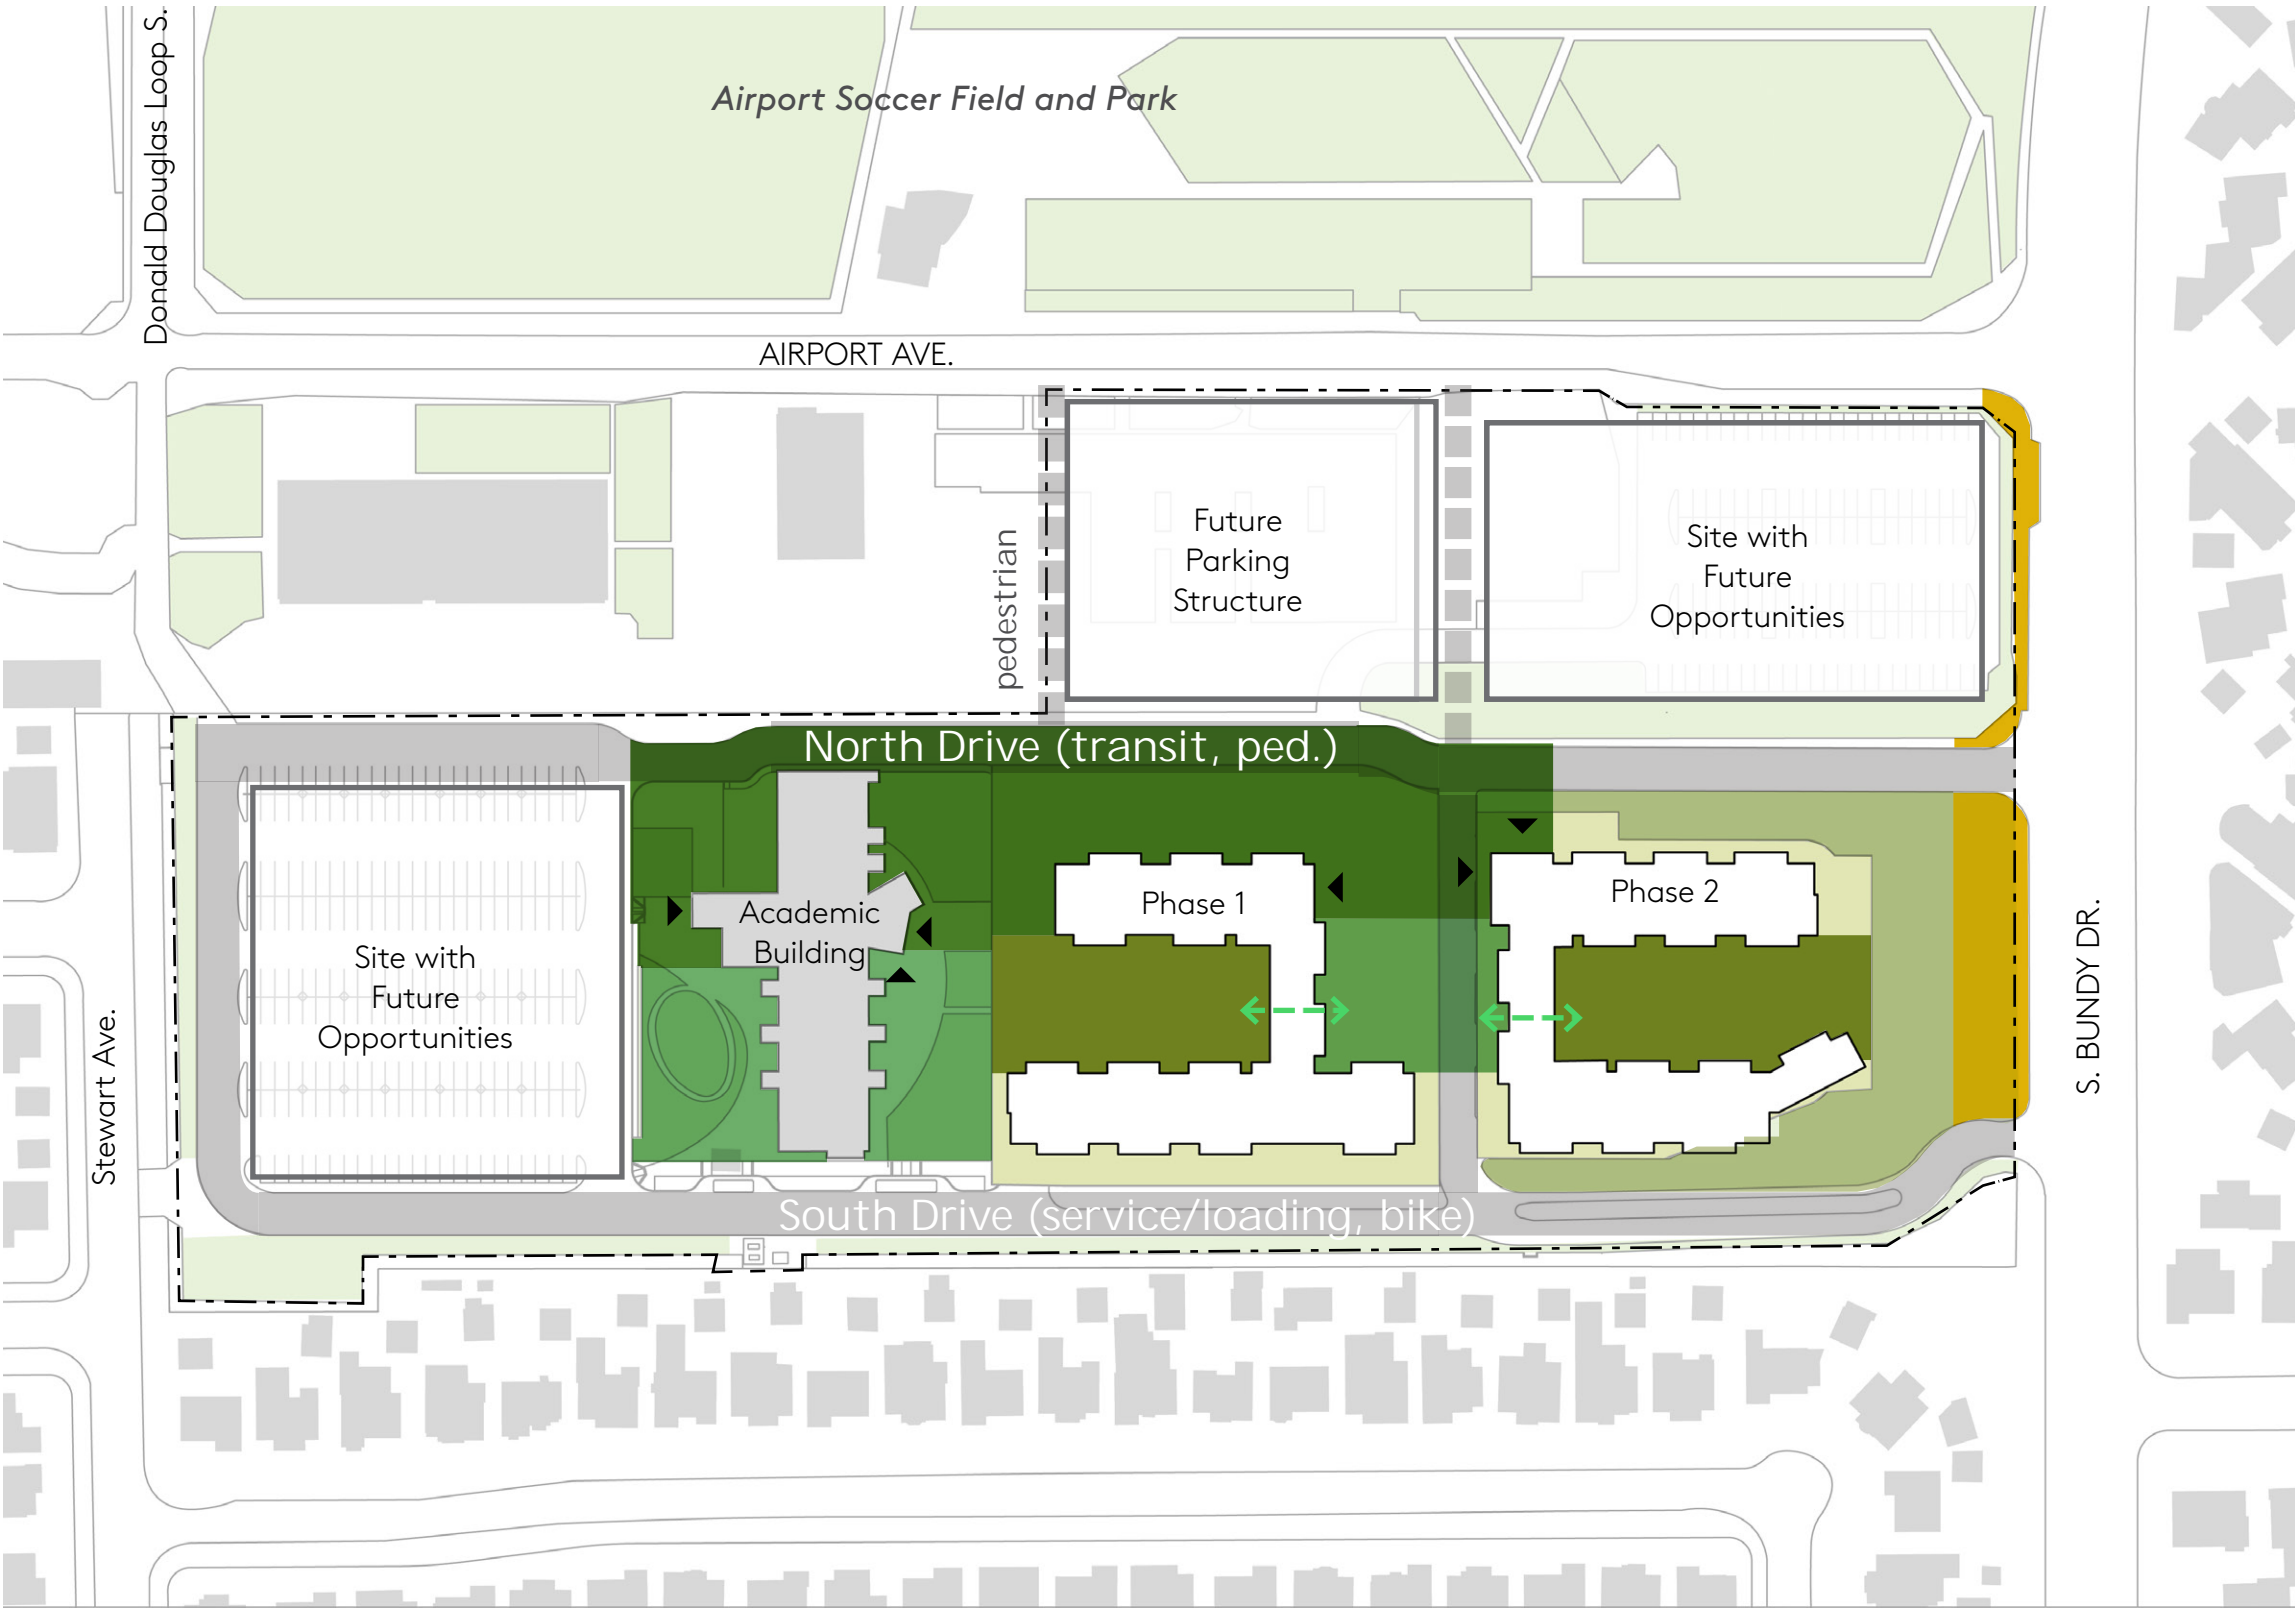 Donald Douglas Loop S.
Airport Soccer Field and Park
AIRPORT AVE.
pedestrian
Future
Parking
Structure
Site with
Future
Opportunities
North Drive (transit, ped.)
Academic
Building
Phase 1
Phase 2
Site with
Future
Opportunities
Stewart Ave.
S. BUNDY DR.
South Drive (service/loading, bike)